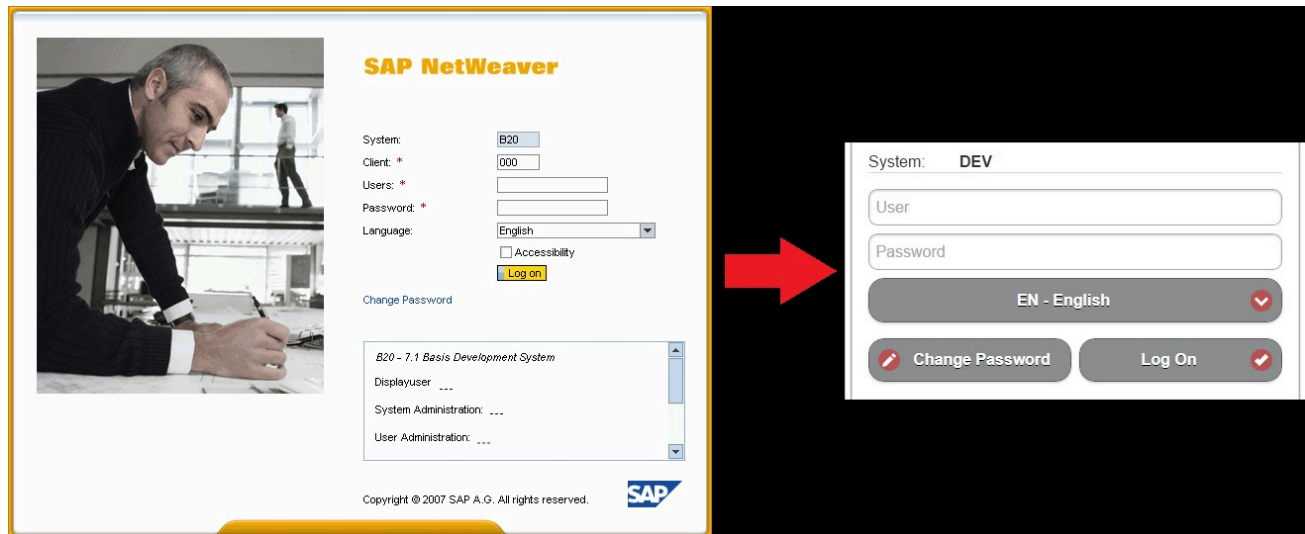 SAP NetWeaver
System: B20
Client: * 000
Users: *
Password: *
Language: English
Accessibility
Log on
Change Password
B20 - 7.1 Basis Development System
Displayuser ---
System Administration: ---
User Administration: ---
Copyright © 2007 SAP A.G. All rights reserved.
SAP
System: DEV
User
Password
EN - English
Change Password Log On